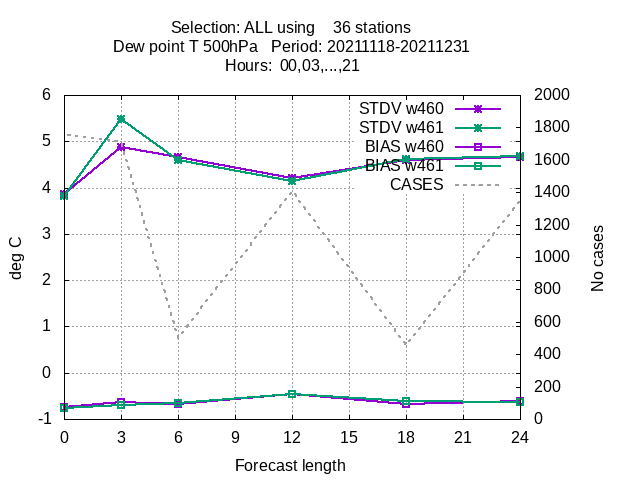 Selection: ALL using 36 stations
Dew point T 500hPa Period: 20211118-20211231
Hours: 00,03,...,21
6 2000
STDV w460
1800
STDV w461
5 1600
BIAS w460
BIAS w461
4 1400
CASES
1200
3
1000
deg C
No cases
2 800
1 600
400
0
200
-1 0
0 3 6 9 12 15 18 21 24
Forecast length